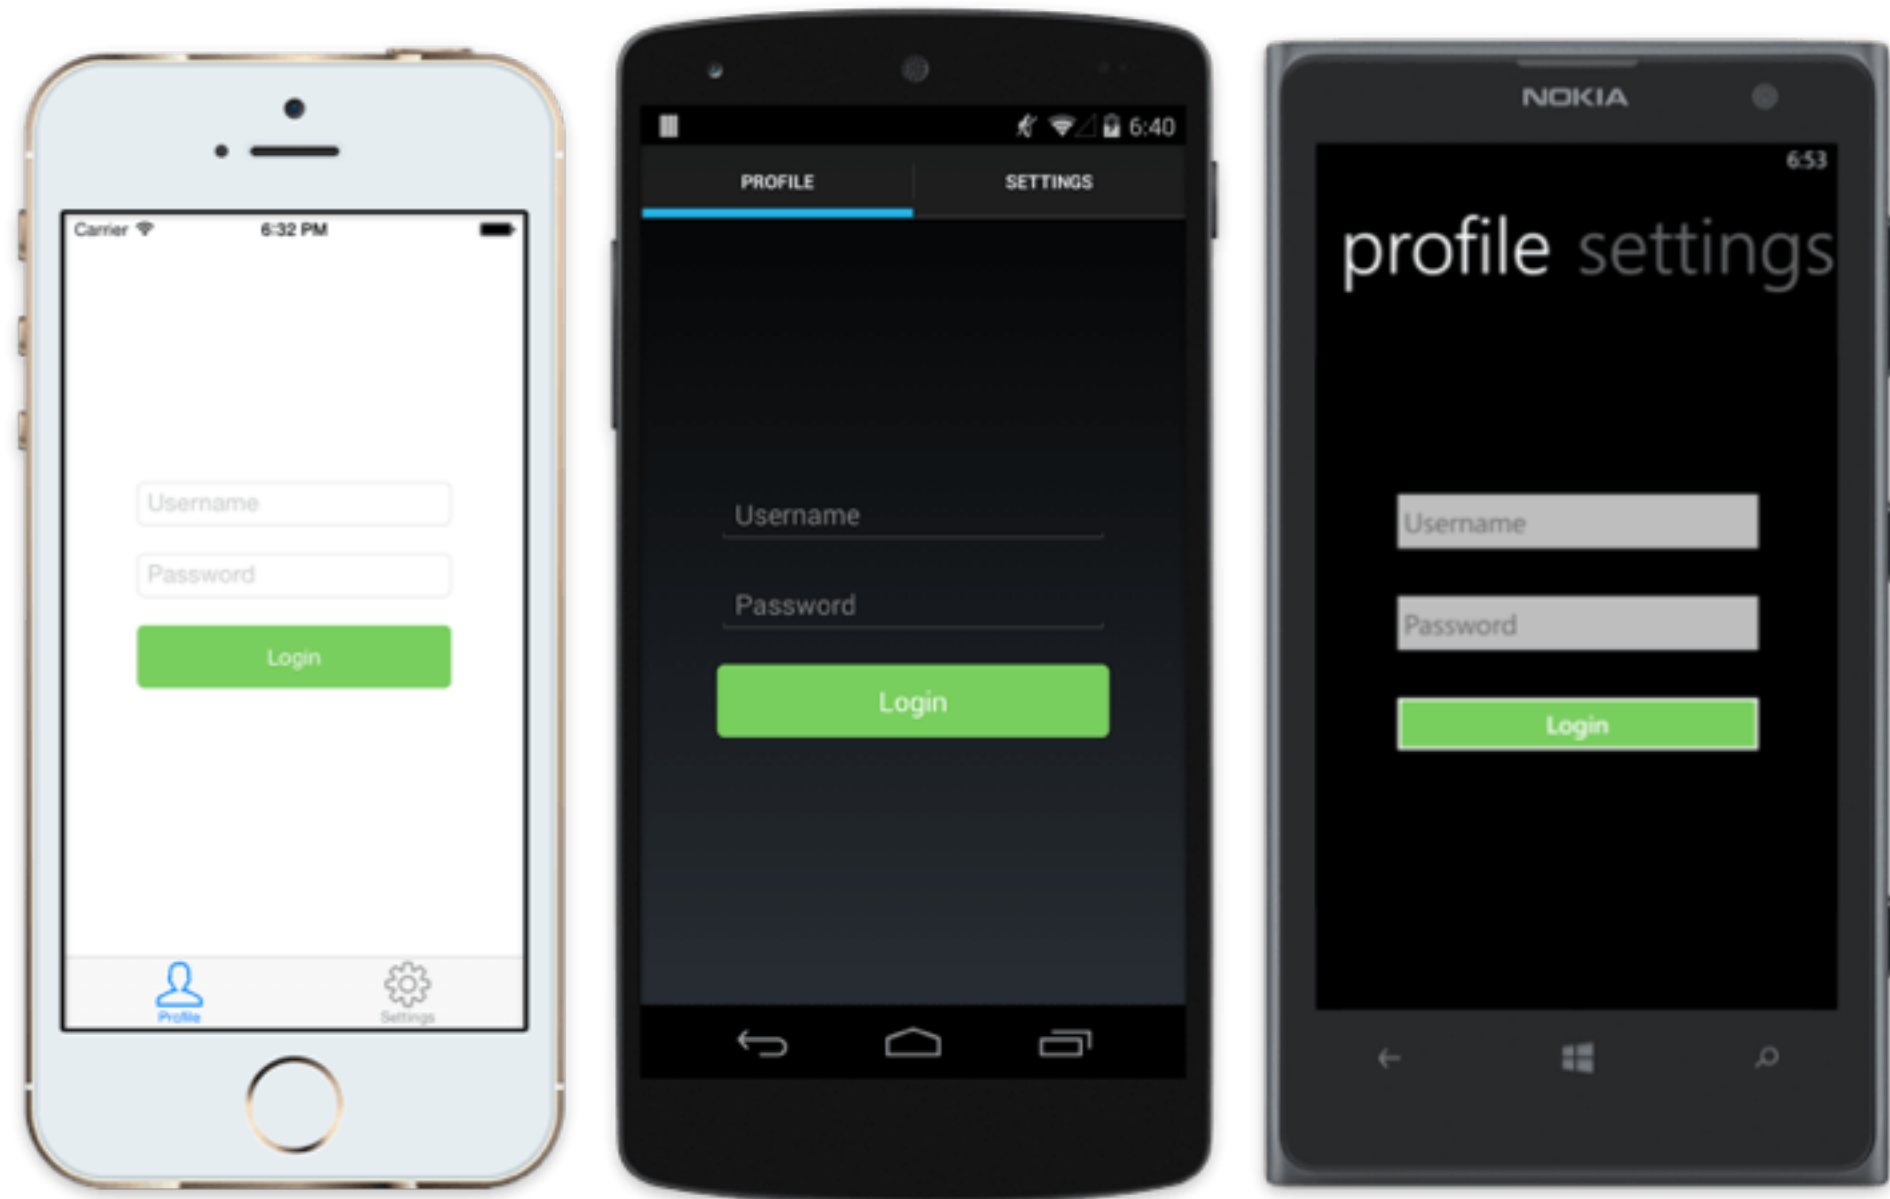 Carrier 6:32 PM
Username
Password
Login
Profile Settings
6:40
PROFILE SETTINGS
Username
Password
Login
NOKIA
6:53
profile settings
Username
Password
Login